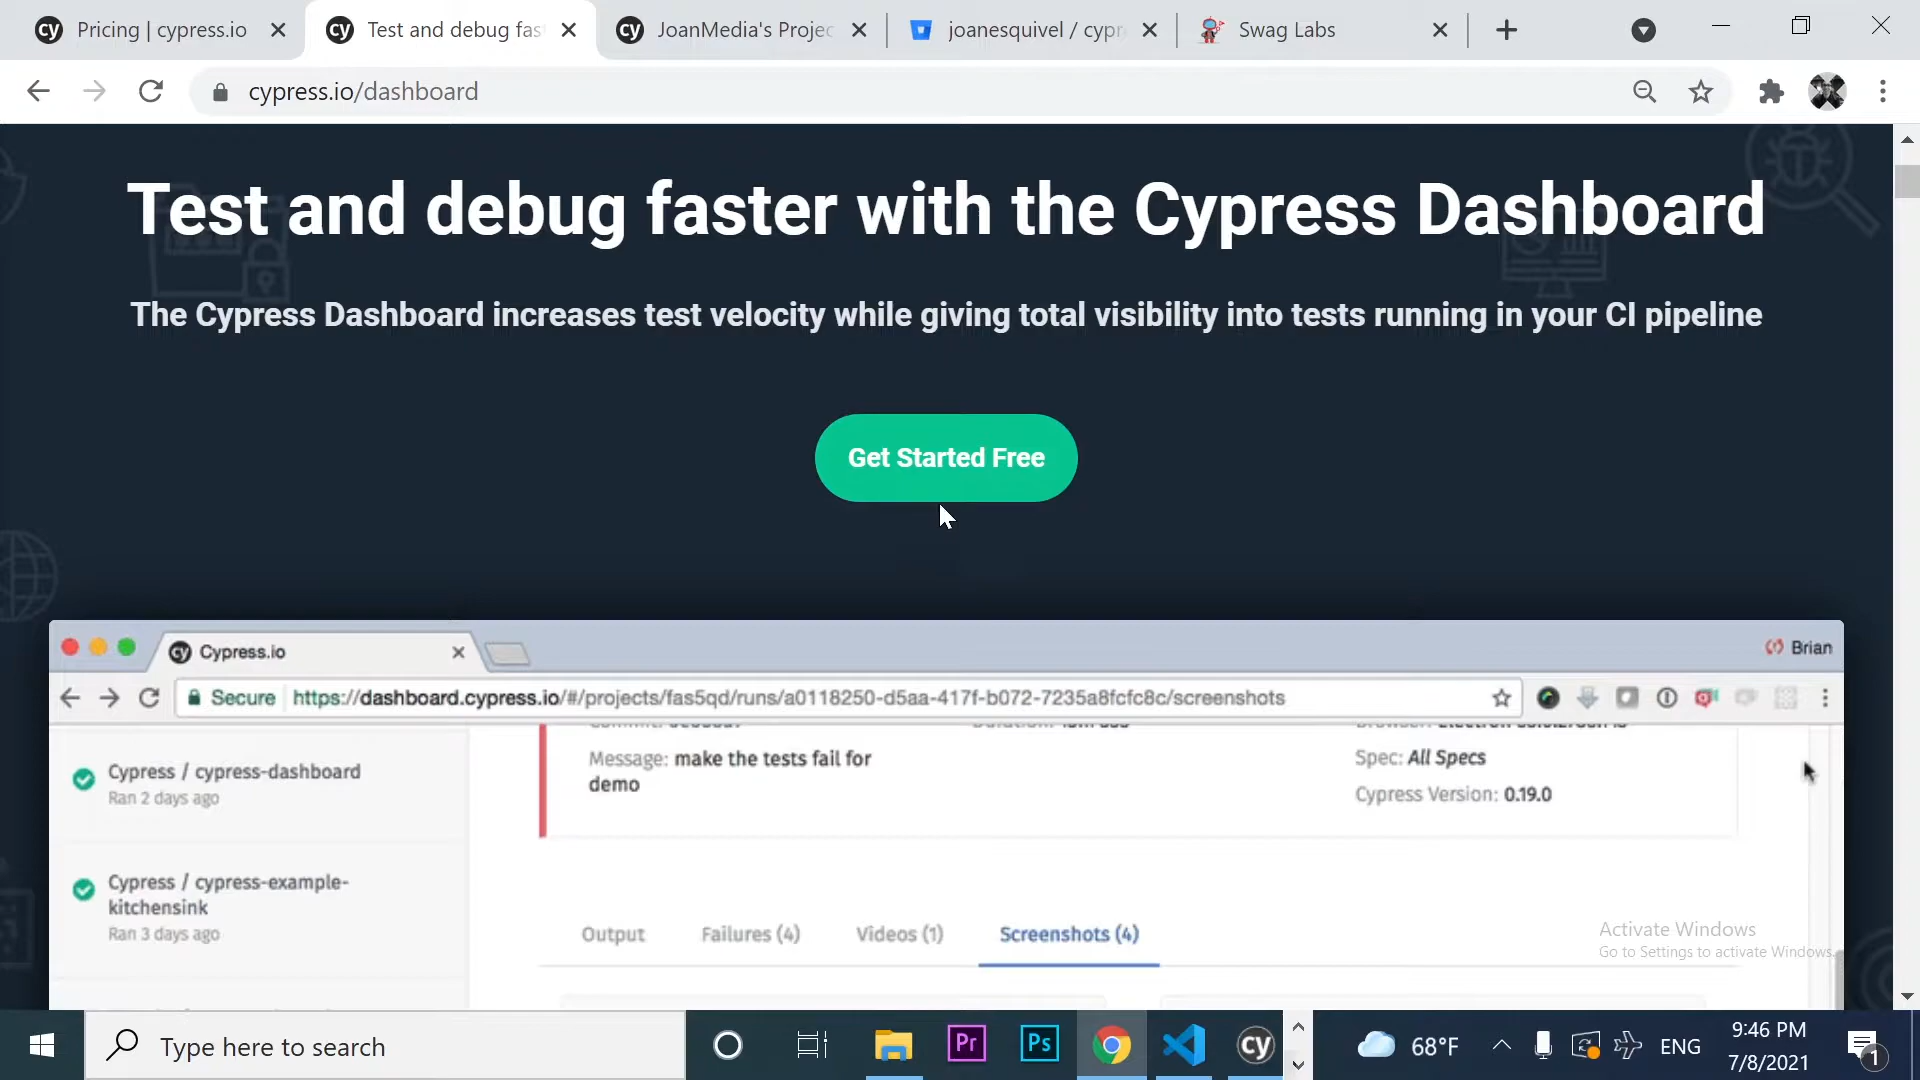 Pricing | cypress.io
Test and debug fas
JoanMedia's Projec
joanesquivel / cypr
Swag Labs
cypress.io/dashboard
Test and debug faster with the Cypress Dashboard
The Cypress Dashboard increases test velocity while giving total visibility into tests running in your CI pipeline
Get Started Free
Cypress.io
Brian
Secure https://dashboard.cypress.io/#/projects/fas5qd/runs/a0118250-d5aa-417f-b072-7235a8fcfc8c/screenshots
Cypress / cypress-dashboard
Ran 2 days ago
Message: make the tests fail for
demo
Spec: All Specs
Cypress Version: 0.19.0
Cypress / cypress-example-
kitchensink
Ran 3 days ago
Output Failures (4) Videos (1) Screenshots (4)
Activate Windows
Go to Settings to activate Windows.
Type here to search
Pr
Ps
cy
68°F
ENG
9:46 PM
7/8/2021
1